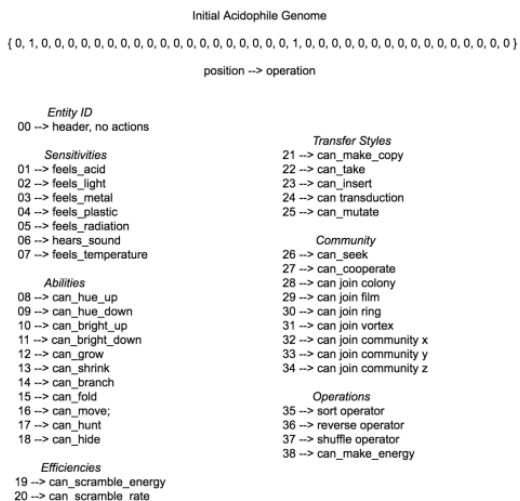 Initial Acidophile Genome
{ 0, 1, 0, 0, 0, 0, 0, 0, 0, 0, 0, 0, 0, 0, 0, 0, 0, 0, 0, 0, 0, 1, 0, 0, 0, 0, 0, 0, 0, 0, 0, 0, 0, 0, 0, 0, 0, 0, 0 }
position --> operation
Entity ID
00 --> header, no actions
Sensitivities
01 --> feels_acid
02 --> feels_light
03 --> feels_metal
04 --> feels_plastic
05 --> feels_radiation
06 --> hears_sound
07 --> feels_temperature
Abilities
08 --> can_hue_up
09 --> can_hue_down
10 --> can_bright_up
11 --> can_bright_down
12 --> can_grow
13 --> can_shrink
14 --> can_branch
15 --> can_fold
16 --> can_move;
17 --> can_hunt
18 --> can_hide
Efficiencies
19 --> can_scramble_energy
20 --> can_scramble_rate
Transfer Styles
21 --> can_make_copy
22 --> can_take
23 --> can_insert
24 --> can transduction
25 --> can_mutate
Community
26 --> can_seek
27 --> can_cooperate
28 --> can join colony
29 --> can join film
30 --> can join ring
31 --> can join vortex
32 --> can join community x
33 --> can join community y
34 --> can join community z
Operations
35 --> sort operator
36 --> reverse operator
37 --> shuffle operator
38 --> can_make_energy